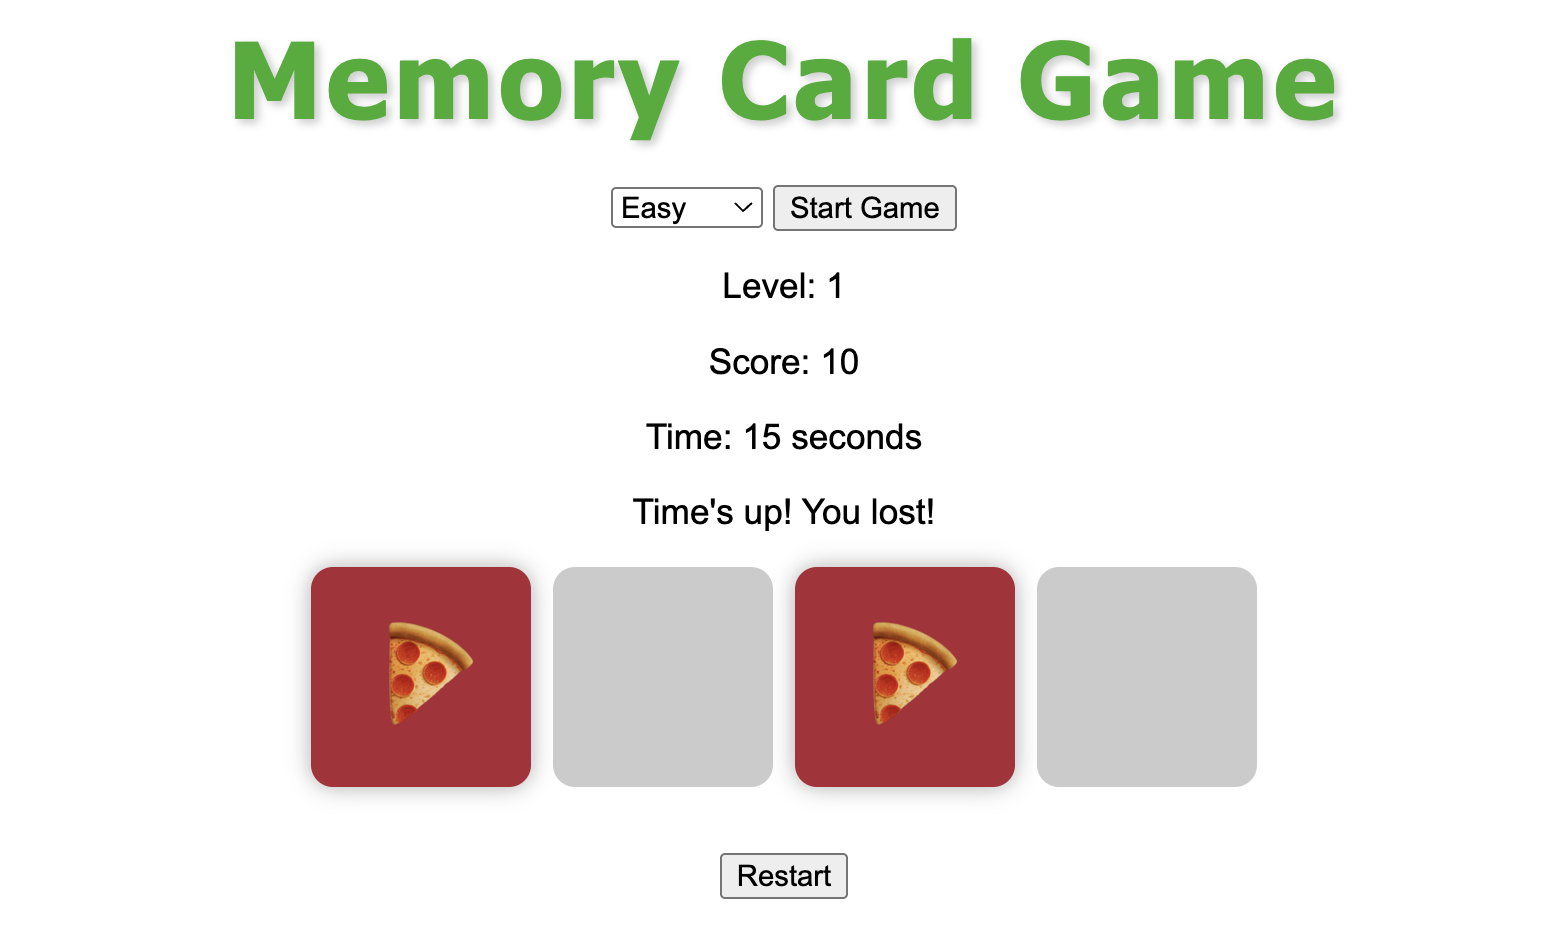 Memory Card Game
Easy Start Game
Level: 1
Score: 10
Time: 15 seconds
Time's up! You lost!
Restart